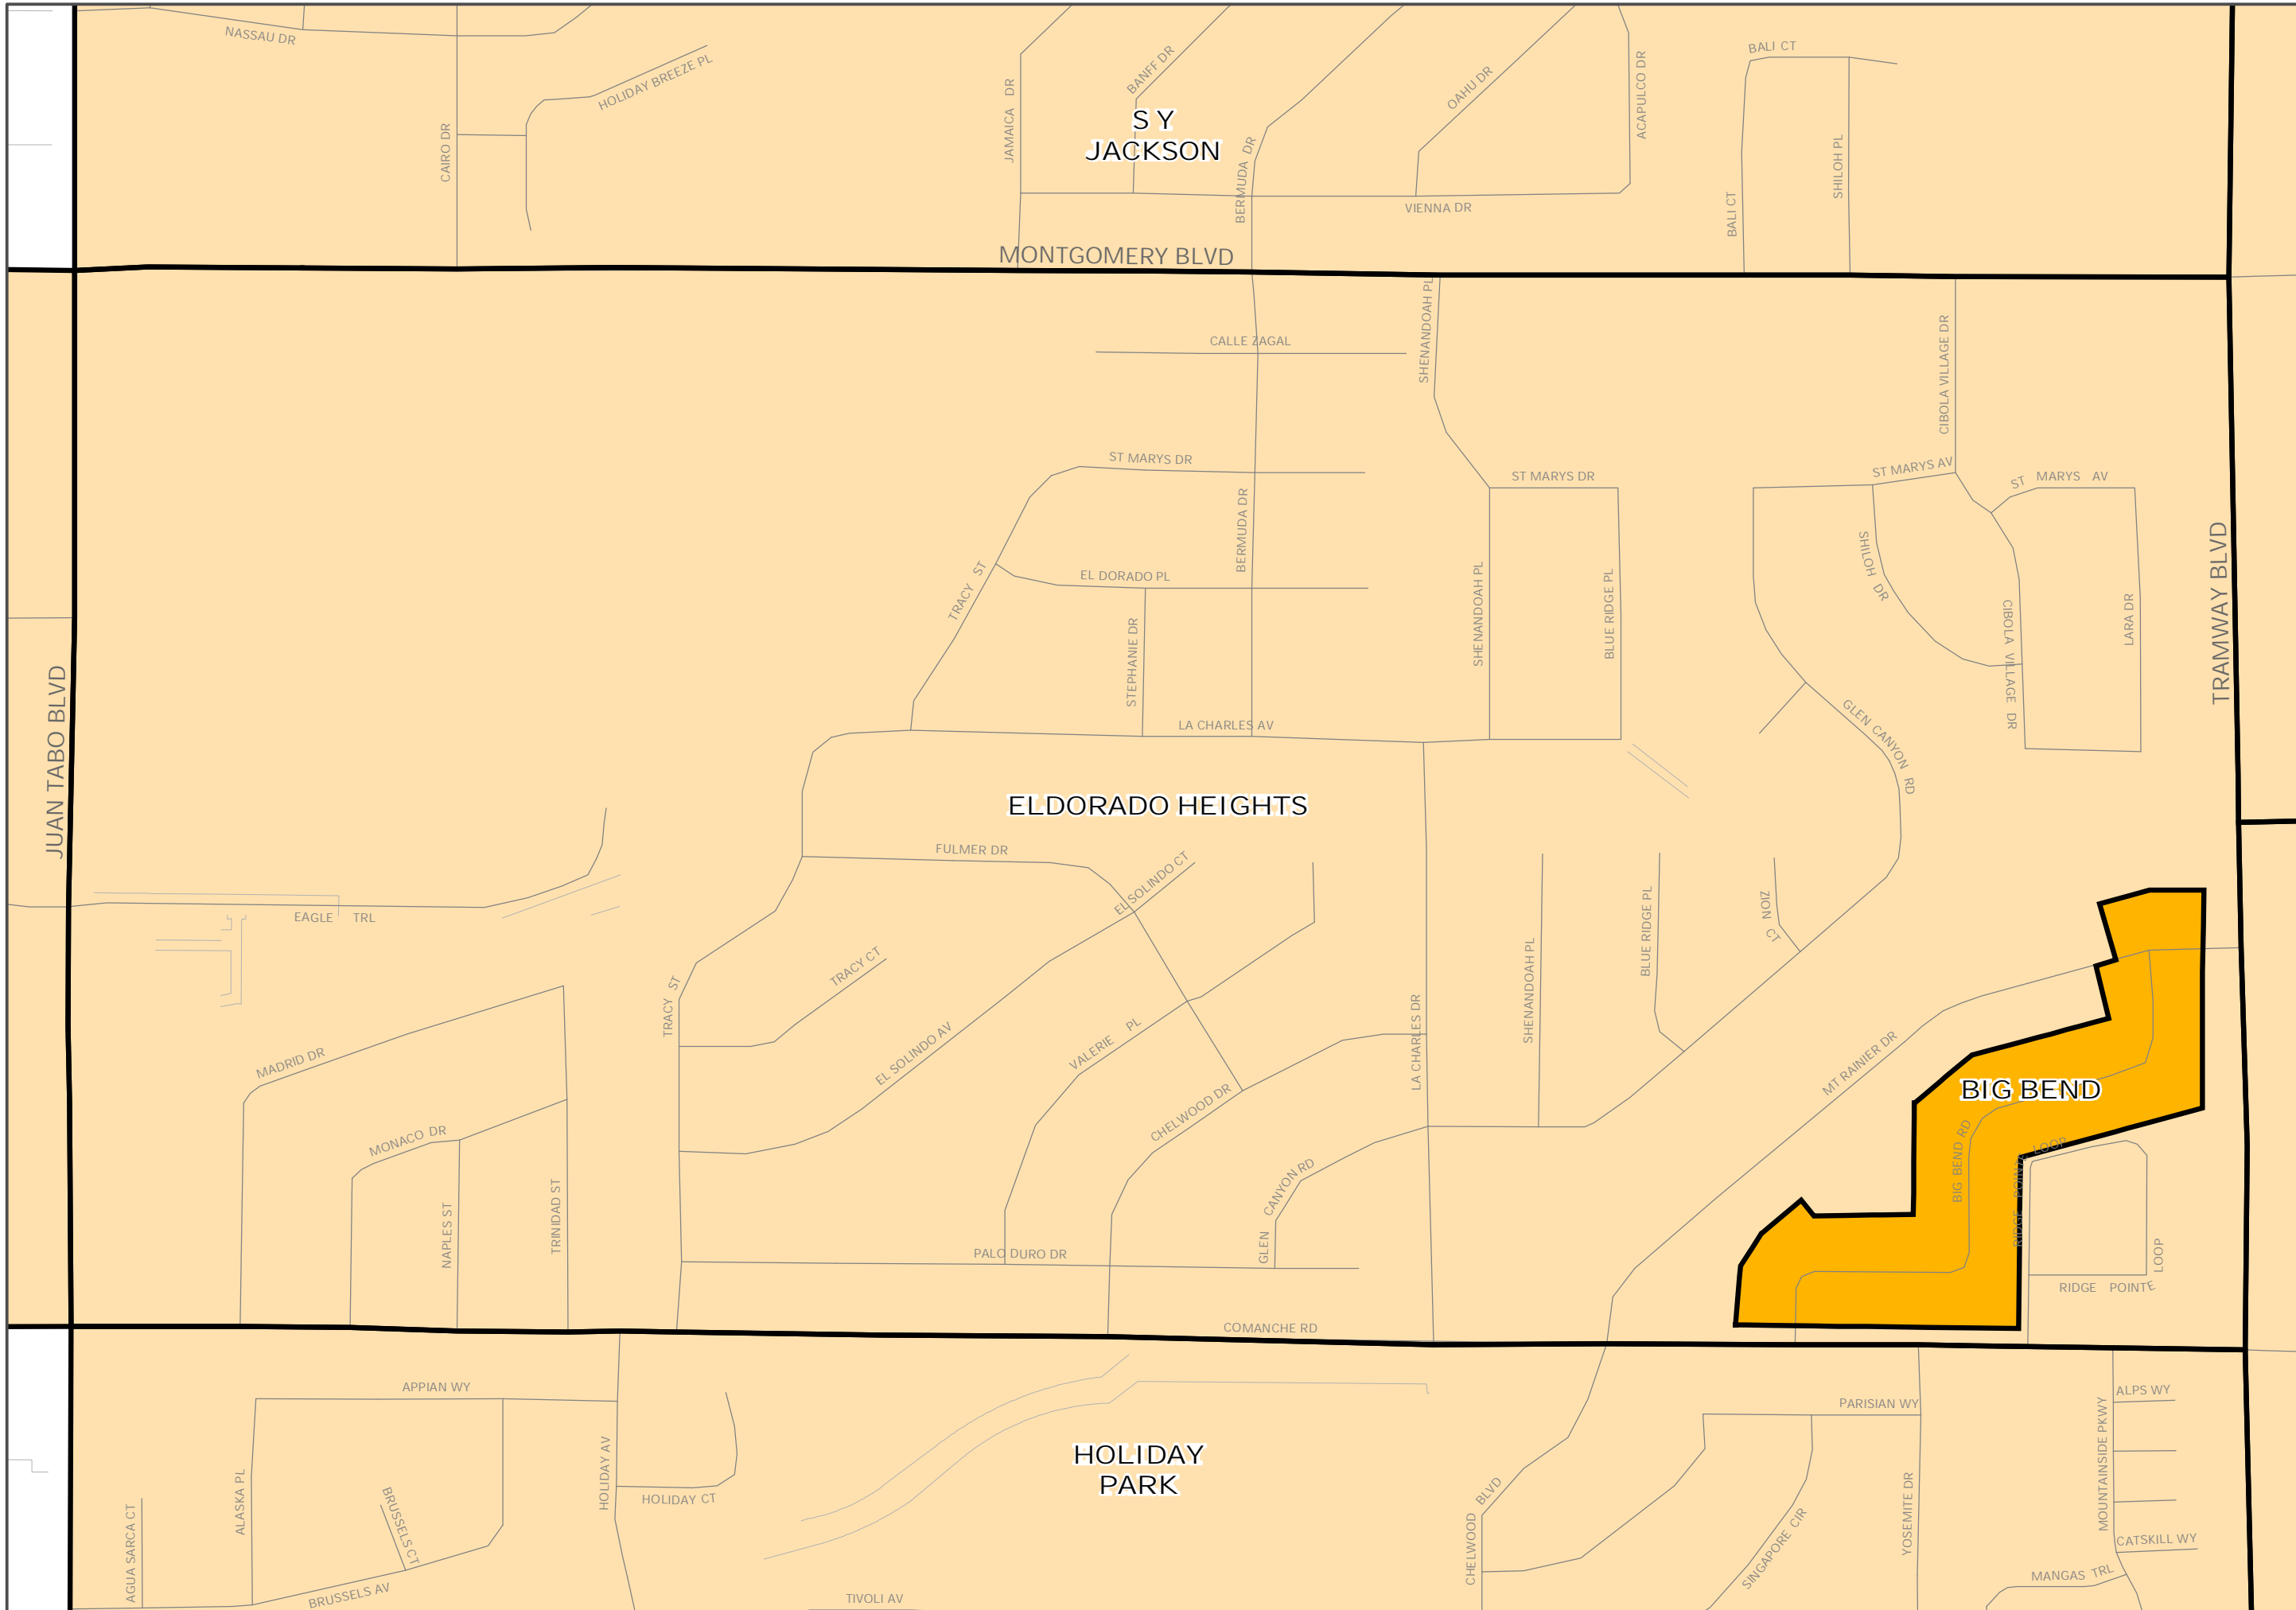 NASSAU DR
HOLIDAY BREEZE PL
CAIRO DR
JAMAICA DR
BANFF DR
S Y
JACKSON
BERMUDA DR
OAHU DR
ACAPULCO DR
VIENNA DR
BALI CT
BALI CT
SHILOH PL
MONTGOMERY BLVD
CALLE ZAGAL
SHENANDOAH PL
CIBOLA VILLAGE DR
ST MARYS DR
ST MARYS DR
ST MARYS AV
ST MARYS AV
BERMUDA DR
TRACY ST
EL DORADO PL
STEPHANIE DR
SHENANDOAH PL
BLUE RIDGE PL
SHILOH DR
CIBOLA VILLAGE DR
LARA DR
TRAMWAY BLVD
JUAN TABO BLVD
LA CHARLES AV
GLEN CANYON RD
ELDORADO HEIGHTS
FULMER DR
EL SOLINDO CT
EAGLE TRL
TRACY CT
TRACY ST
EL SOLINDO AV
VALERIE PL
CHELWOOD DR
LA CHARLES DR
SHENANDOAH PL
BLUE RIDGE PL
ZION CT
MT RAINIER DR
BIG BEND
BIG BEND RD
RIDGE POINTE LOOP
RIDGE POINTE LOOP
MADRID DR
MONACO DR
NAPLES ST
TRINIDAD ST
PALO DURO DR
GLEN CANYON RD
COMANCHE RD
APPIAN WY
HOLIDAY AV
HOLIDAY CT
ALASKA PL
BRUSSELS CT
AGUA SARCA CT
BRUSSELS AV
TIVOLI AV
HOLIDAY
PARK
CHELWOOD BLVD
PARISIAN WY
SINGAPORE CIR
YOSEMITE DR
MOUNTAINSIDE PKWY
ALPS WY
CATSKILL WY
MANGAS TRL